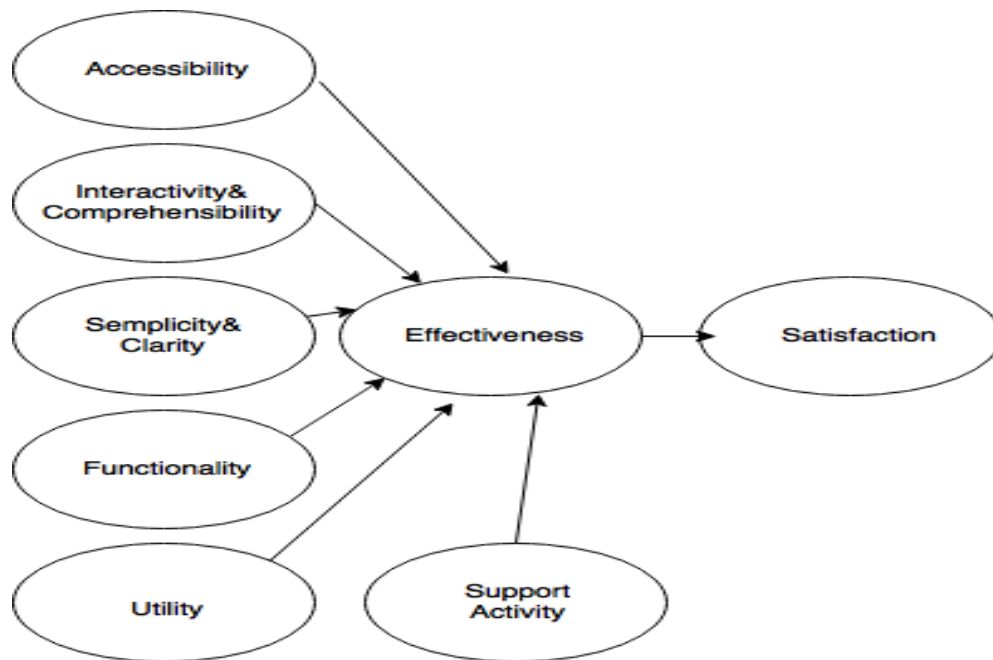 Accessibility
Interactivity&
Comprehensibility
Semplicity&
Clarity
Effectiveness
Satisfaction
Functionality
Utility
Support
Activity